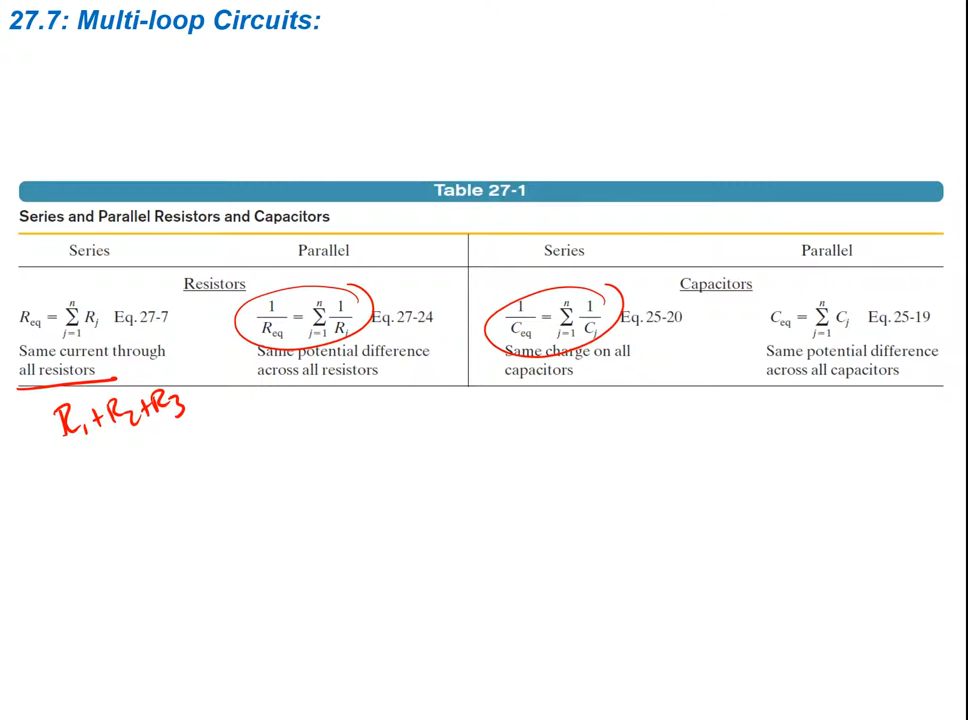 27.7: Multi-loop Circuits:
Table 27-1
Series and Parallel Resistors and Capacitors
Series Parallel Series Parallel
Resistors Capacitors
R_eq = Σ_{j=1}^{n} R_j Eq. 27-7 1/R_eq = Σ_{j=1}^{n} 1/R_j Eq. 27-24 1/C_eq = Σ_{j=1}^{n} 1/C_j Eq. 25-20 C_eq = Σ_{j=1}^{n} C_j Eq. 25-19
Same current through Same potential difference Same charge on all Same potential difference
all resistors across all resistors capacitors across all capacitors
R₁+R₂+R₃